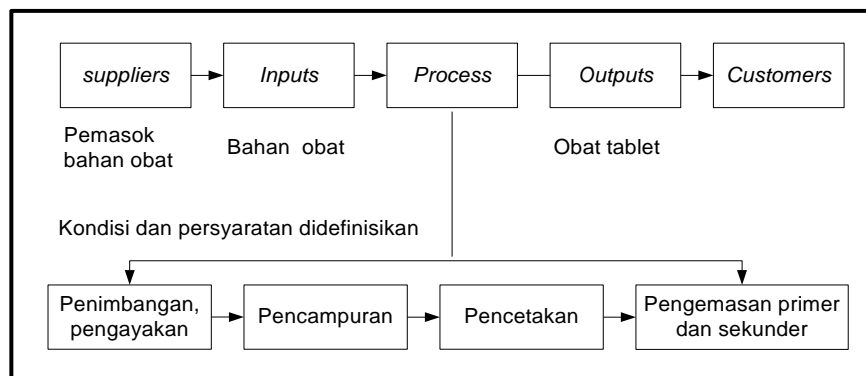 suppliers
Inputs
Process
Outputs
Customers
Pemasok
bahan obat
Bahan obat
Obat tablet
Kondisi dan persyaratan didefinisikan
Penimbangan,
pengayakan
Pencampuran
Pencetakan
Pengemasan primer
dan sekunder